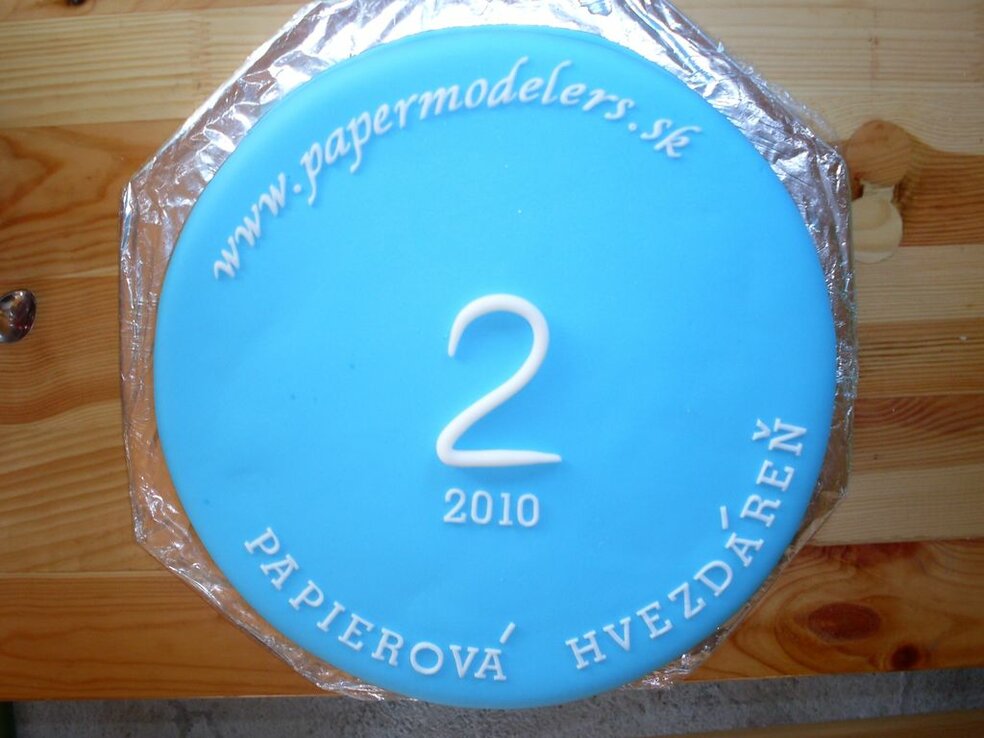 www.papermodelers.sk
2
2010
PAPIEROVÁ HVEZDÁREŇ